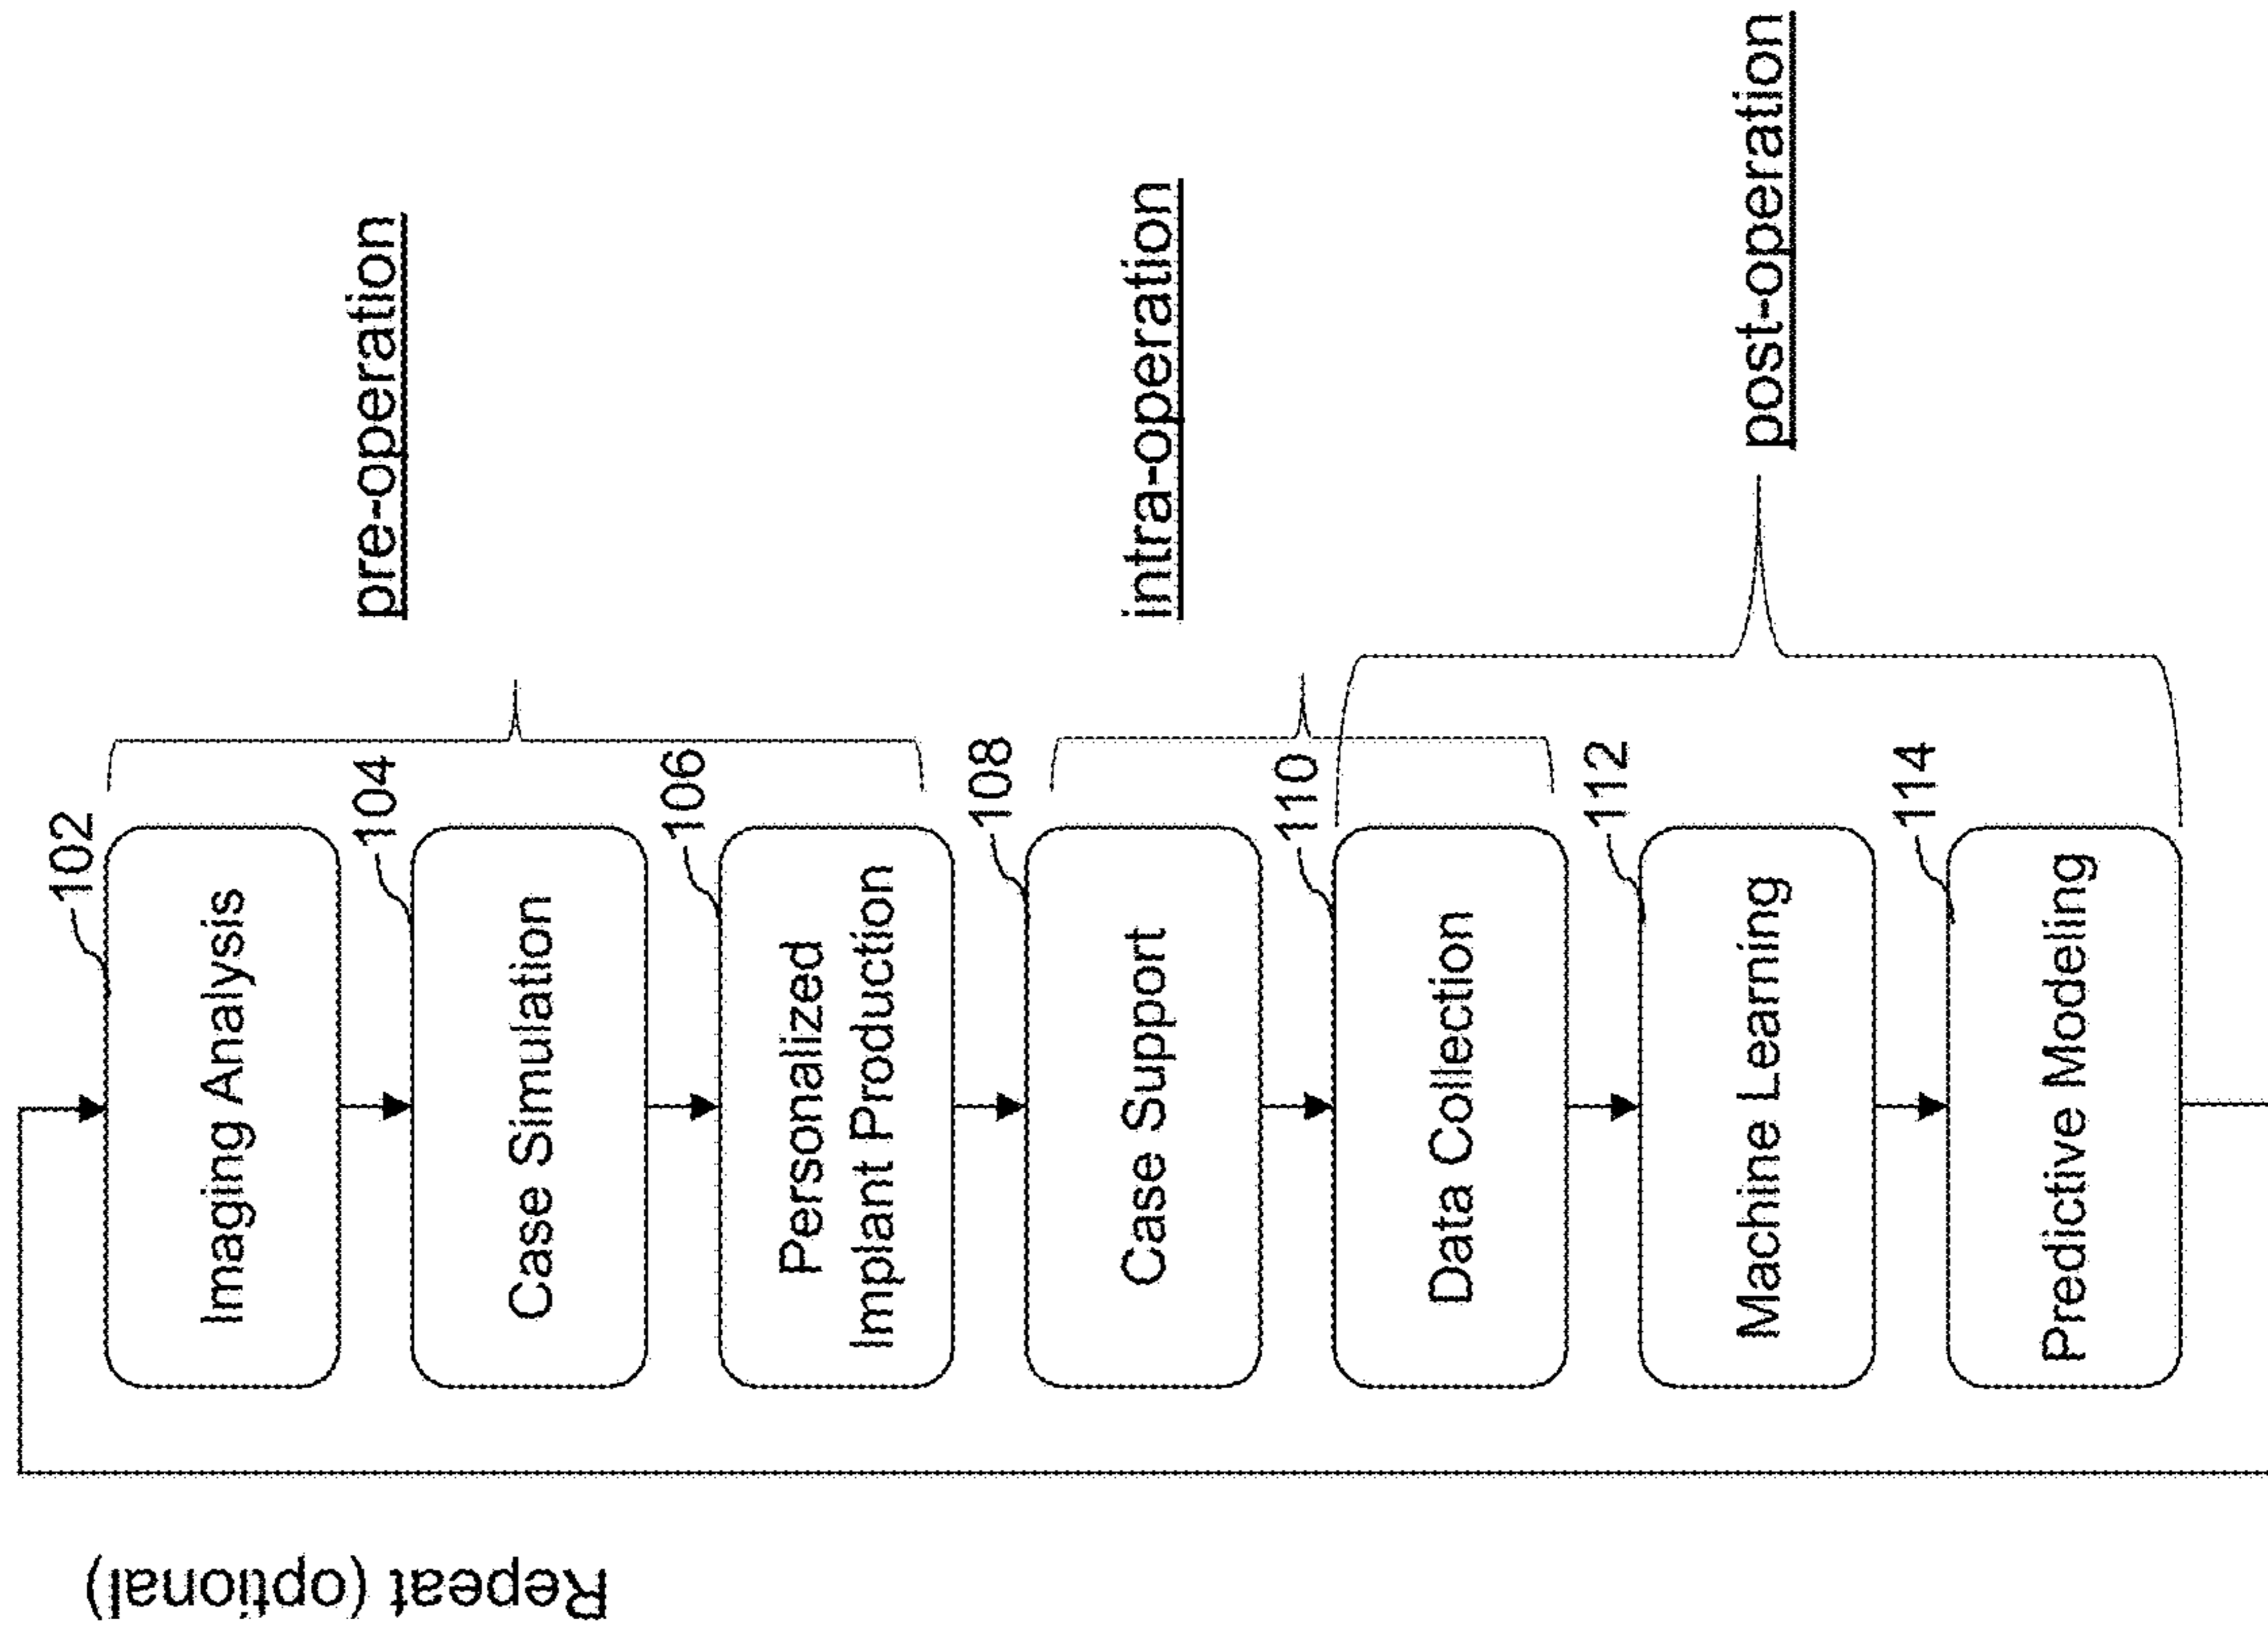 Repeat (optional)
102
Imaging Analysis
104
Case Simulation
106
Personalized
Implant Production
pre-operation
108
Case Support
110
Data Collection
intra-operation
112
Machine Learning
114
Predictive Modeling
post-operation